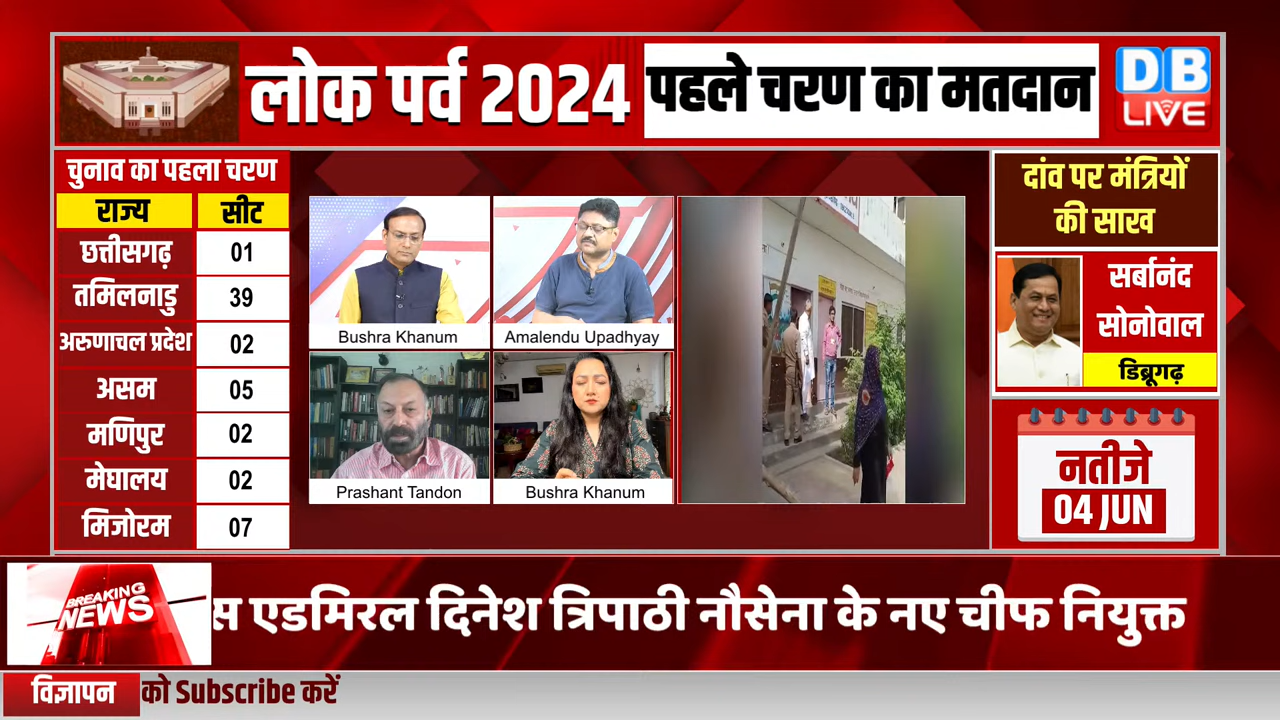 लोक पर्व 2024
पहले चरण का मतदान
DB
LIVE
चुनाव का पहला चरण
राज्य सीट
छत्तीसगढ़ 01
तमिलनाडु 39
अरुणाचल प्रदेश 02
असम 05
मणिपुर 02
मेघालय 02
मिजोरम 07
Bushra Khanum
Amalendu Upadhyay
Prashant Tandon
Bushra Khanum
दांव पर मंत्रियों
की साख
सर्बानंद
सोनोवाल
डिब्रूगढ़
नतीजे
04 JUN
BREAKING
NEWS
स एडमिरल दिनेश त्रिपाठी नौसेना के नए चीफ नियुक्त
विज्ञापन
को Subscribe करें